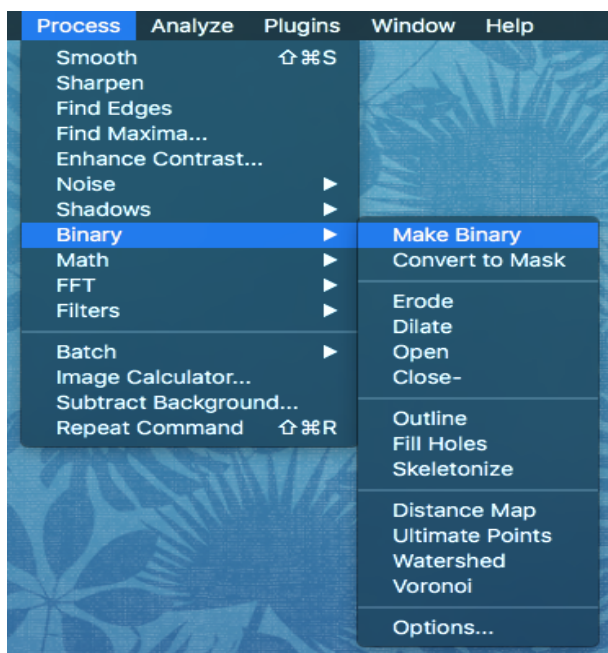 Process Analyze Plugins Window Help
Smooth ⇧⌘S
Sharpen
Find Edges
Find Maxima...
Enhance Contrast...
Noise ▶
Shadows ▶
Binary ▶
Math ▶
FFT ▶
Filters ▶
Batch ▶
Image Calculator...
Subtract Background...
Repeat Command ⇧⌘R
Make Binary
Convert to Mask
Erode
Dilate
Open
Close-
Outline
Fill Holes
Skeletonize
Distance Map
Ultimate Points
Watershed
Voronoi
Options...